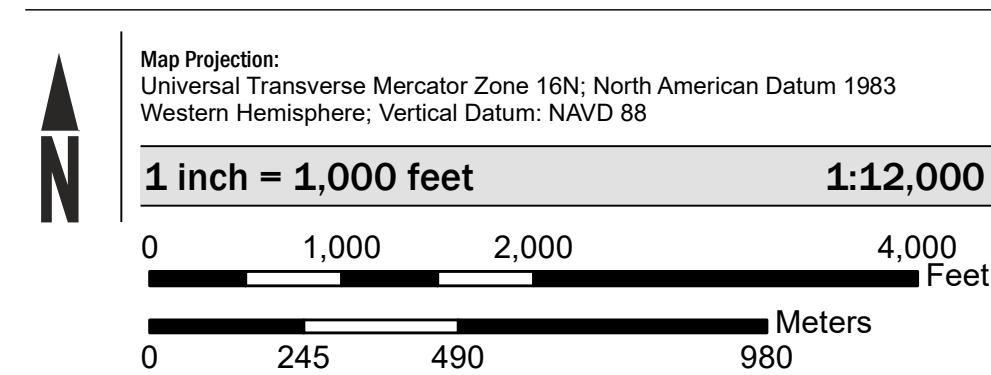 N
Map Projection:
Universal Transverse Mercator Zone 16N; North American Datum 1983
Western Hemisphere; Vertical Datum: NAVD 88
1 inch = 1,000 feet 1:12,000
0 1,000 2,000 4,000
Feet
Meters
0 245 490 980